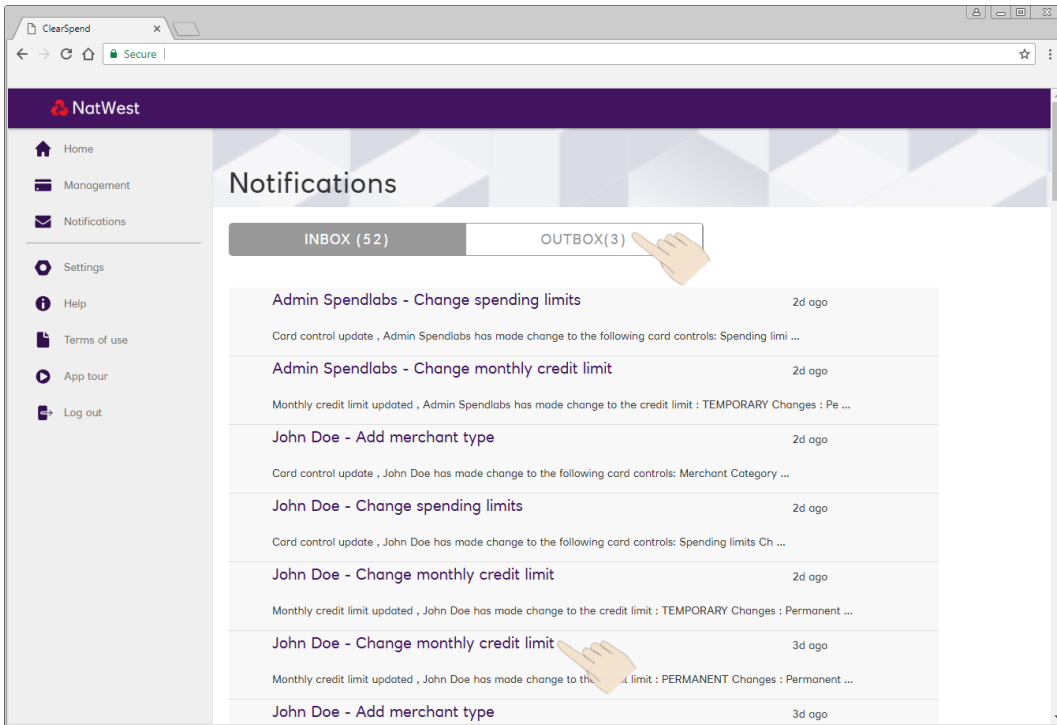 ClearSpend
Secure
NatWest
Home
Management
Notifications
Settings
Help
Terms of use
App tour
Log out
Notifications
INBOX (52)
OUTBOX(3)
Admin Spendlabs - Change spending limits 2d ago
Card control update , Admin Spendlabs has made change to the following card controls: Spending limi ...
Admin Spendlabs - Change monthly credit limit 2d ago
Monthly credit limit updated , Admin Spendlabs has made change to the credit limit : TEMPORARY Changes : Pe ...
John Doe - Add merchant type 2d ago
Card control update , John Doe has made change to the following card controls: Merchant Category ...
John Doe - Change spending limits 2d ago
Card control update , John Doe has made change to the following card controls: Spending limits Ch ...
John Doe - Change monthly credit limit 2d ago
Monthly credit limit updated , John Doe has made change to the credit limit : TEMPORARY Changes : Permanent ...
John Doe - Change monthly credit limit 3d ago
Monthly credit limit updated , John Doe has made change to limit : PERMANENT Changes : Permanent ...
John Doe - Add merchant type 3d ago